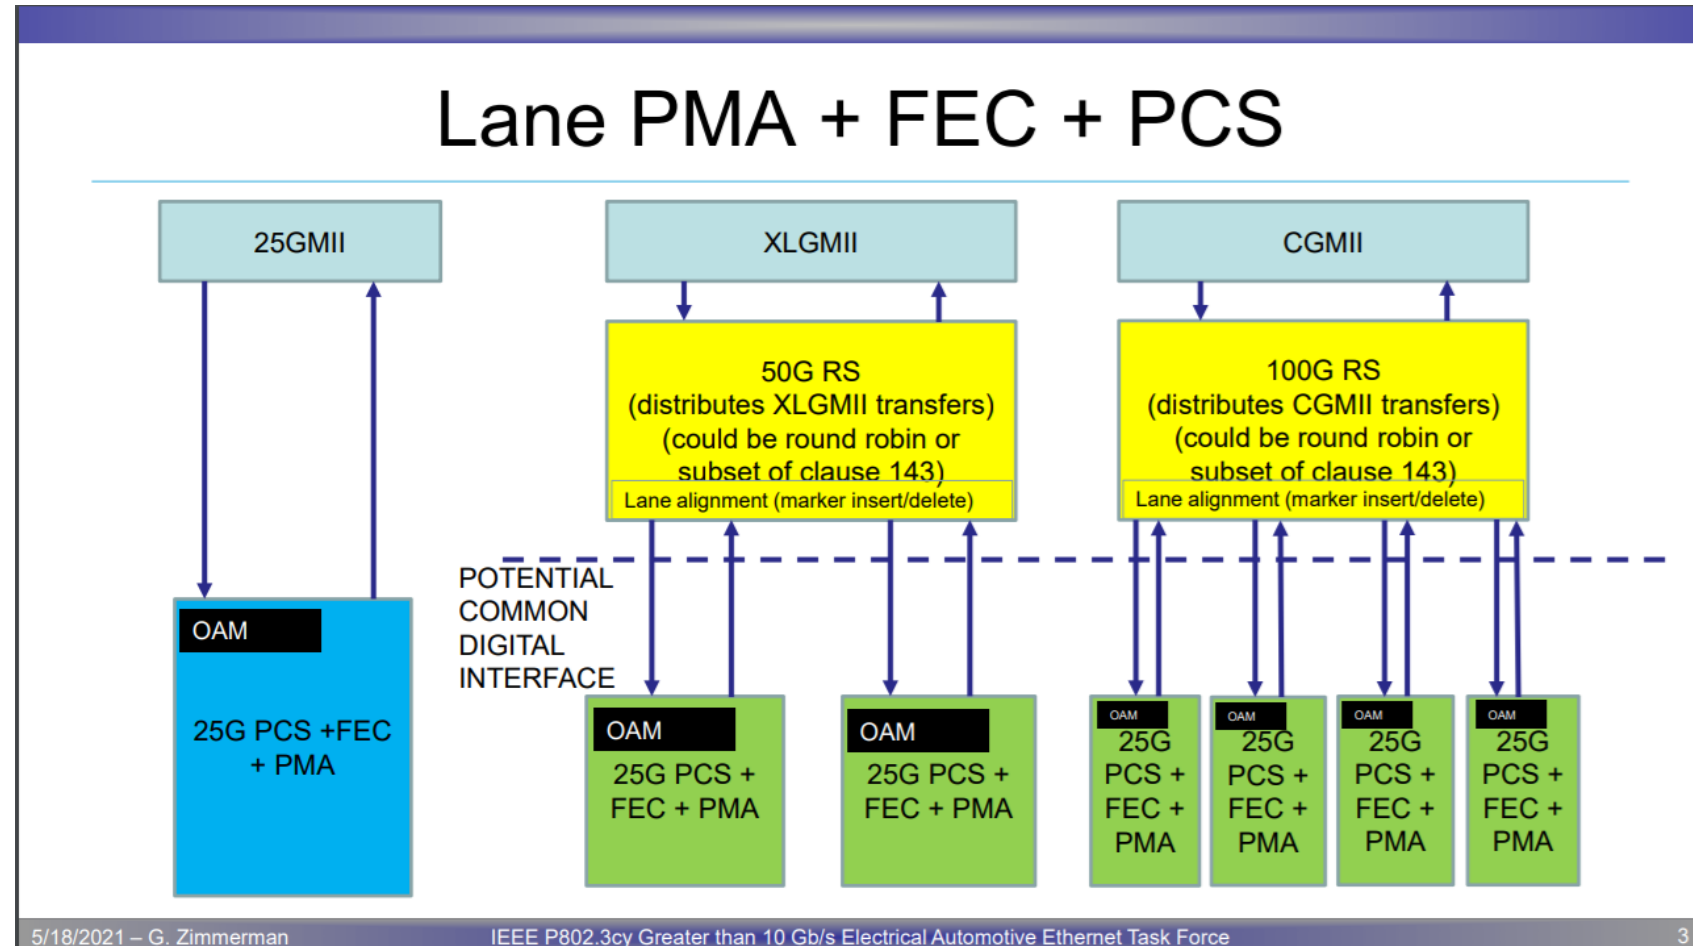 Lane PMA + FEC + PCS
25GMII
XLGMII
CGMII
50G RS
(distributes XLGMII transfers)
(could be round robin or
subset of clause 143)
Lane alignment (marker insert/delete)
100G RS
(distributes CGMII transfers)
(could be round robin or
subset of clause 143)
Lane alignment (marker insert/delete)
POTENTIAL
COMMON
DIGITAL
INTERFACE
OAM
25G PCS +FEC
+ PMA
OAM
25G PCS +
FEC + PMA
OAM
25G PCS +
FEC + PMA
OAM
25G
PCS +
FEC +
PMA
OAM
25G
PCS +
FEC +
PMA
OAM
25G
PCS +
FEC +
PMA
OAM
25G
PCS +
FEC +
PMA
5/18/2021 – G. Zimmerman
IEEE P802.3cy Greater than 10 Gb/s Electrical Automotive Ethernet Task Force
3